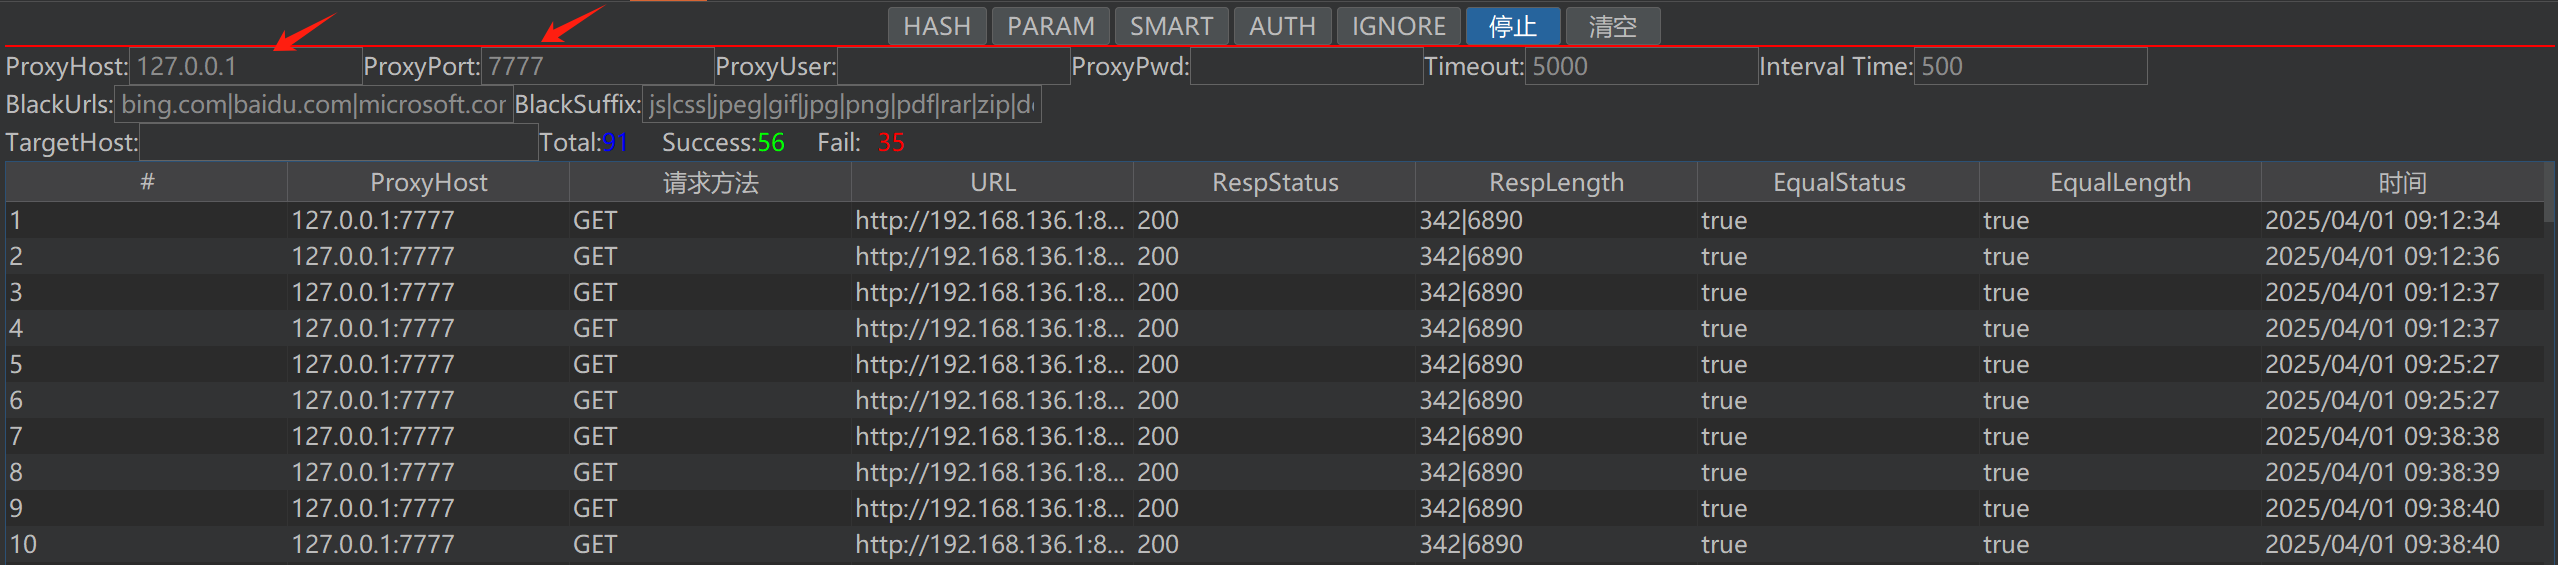 HASH PARAM SMART AUTH IGNORE 停止 清空
ProxyHost: 127.0.0.1 ProxyPort: 7777 ProxyUser: ProxyPwd: Timeout: 5000 Interval Time: 500
BlackUrls: bing.com|baidu.com|microsoft.cor BlackSuffix: js|css|jpeg|gif|jpg|png|pdf|rar|zip|d
TargetHost: Total:91 Success:56 Fail: 35
# ProxyHost 请求方法 URL RespStatus RespLength EqualStatus EqualLength 时间
1 127.0.0.1:7777 GET http://192.168.136.1:8... 200 342|6890 true true 2025/04/01 09:12:34
2 127.0.0.1:7777 GET http://192.168.136.1:8... 200 342|6890 true true 2025/04/01 09:12:36
3 127.0.0.1:7777 GET http://192.168.136.1:8... 200 342|6890 true true 2025/04/01 09:12:37
4 127.0.0.1:7777 GET http://192.168.136.1:8... 200 342|6890 true true 2025/04/01 09:12:37
5 127.0.0.1:7777 GET http://192.168.136.1:8... 200 342|6890 true true 2025/04/01 09:25:27
6 127.0.0.1:7777 GET http://192.168.136.1:8... 200 342|6890 true true 2025/04/01 09:25:27
7 127.0.0.1:7777 GET http://192.168.136.1:8... 200 342|6890 true true 2025/04/01 09:38:38
8 127.0.0.1:7777 GET http://192.168.136.1:8... 200 342|6890 true true 2025/04/01 09:38:39
9 127.0.0.1:7777 GET http://192.168.136.1:8... 200 342|6890 true true 2025/04/01 09:38:40
10 127.0.0.1:7777 GET http://192.168.136.1:8... 200 342|6890 true true 2025/04/01 09:38:40